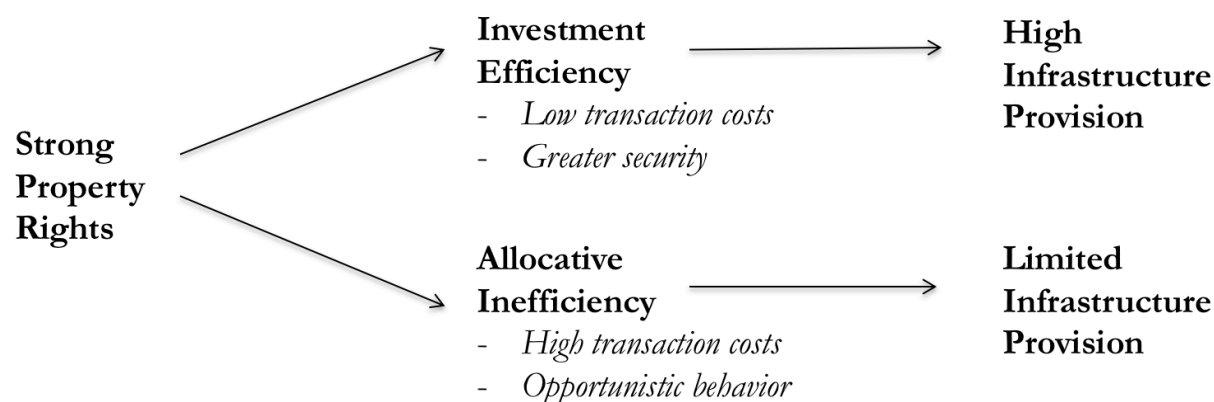 Strong
Property
Rights
Investment
Efficiency
- Low transaction costs
- Greater security
High
Infrastructure
Provision
Allocative
Inefficiency
- High transaction costs
- Opportunistic behavior
Limited
Infrastructure
Provision